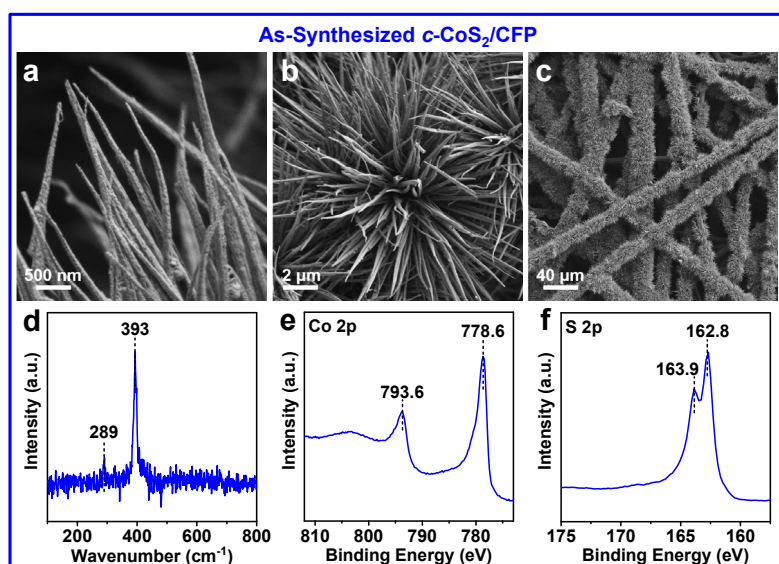 As-Synthesized c-CoS₂/CFP
a
b
c
500 nm
2 μm
40 μm
d
393
289
Intensity (a.u.)
200 400 600 800
Wavenumber (cm⁻¹)
e
Co 2p
778.6
793.6
Intensity (a.u.)
810 800 790 780
Binding Energy (eV)
f
S 2p
162.8
163.9
Intensity (a.u.)
175 170 165 160
Binding Energy (eV)